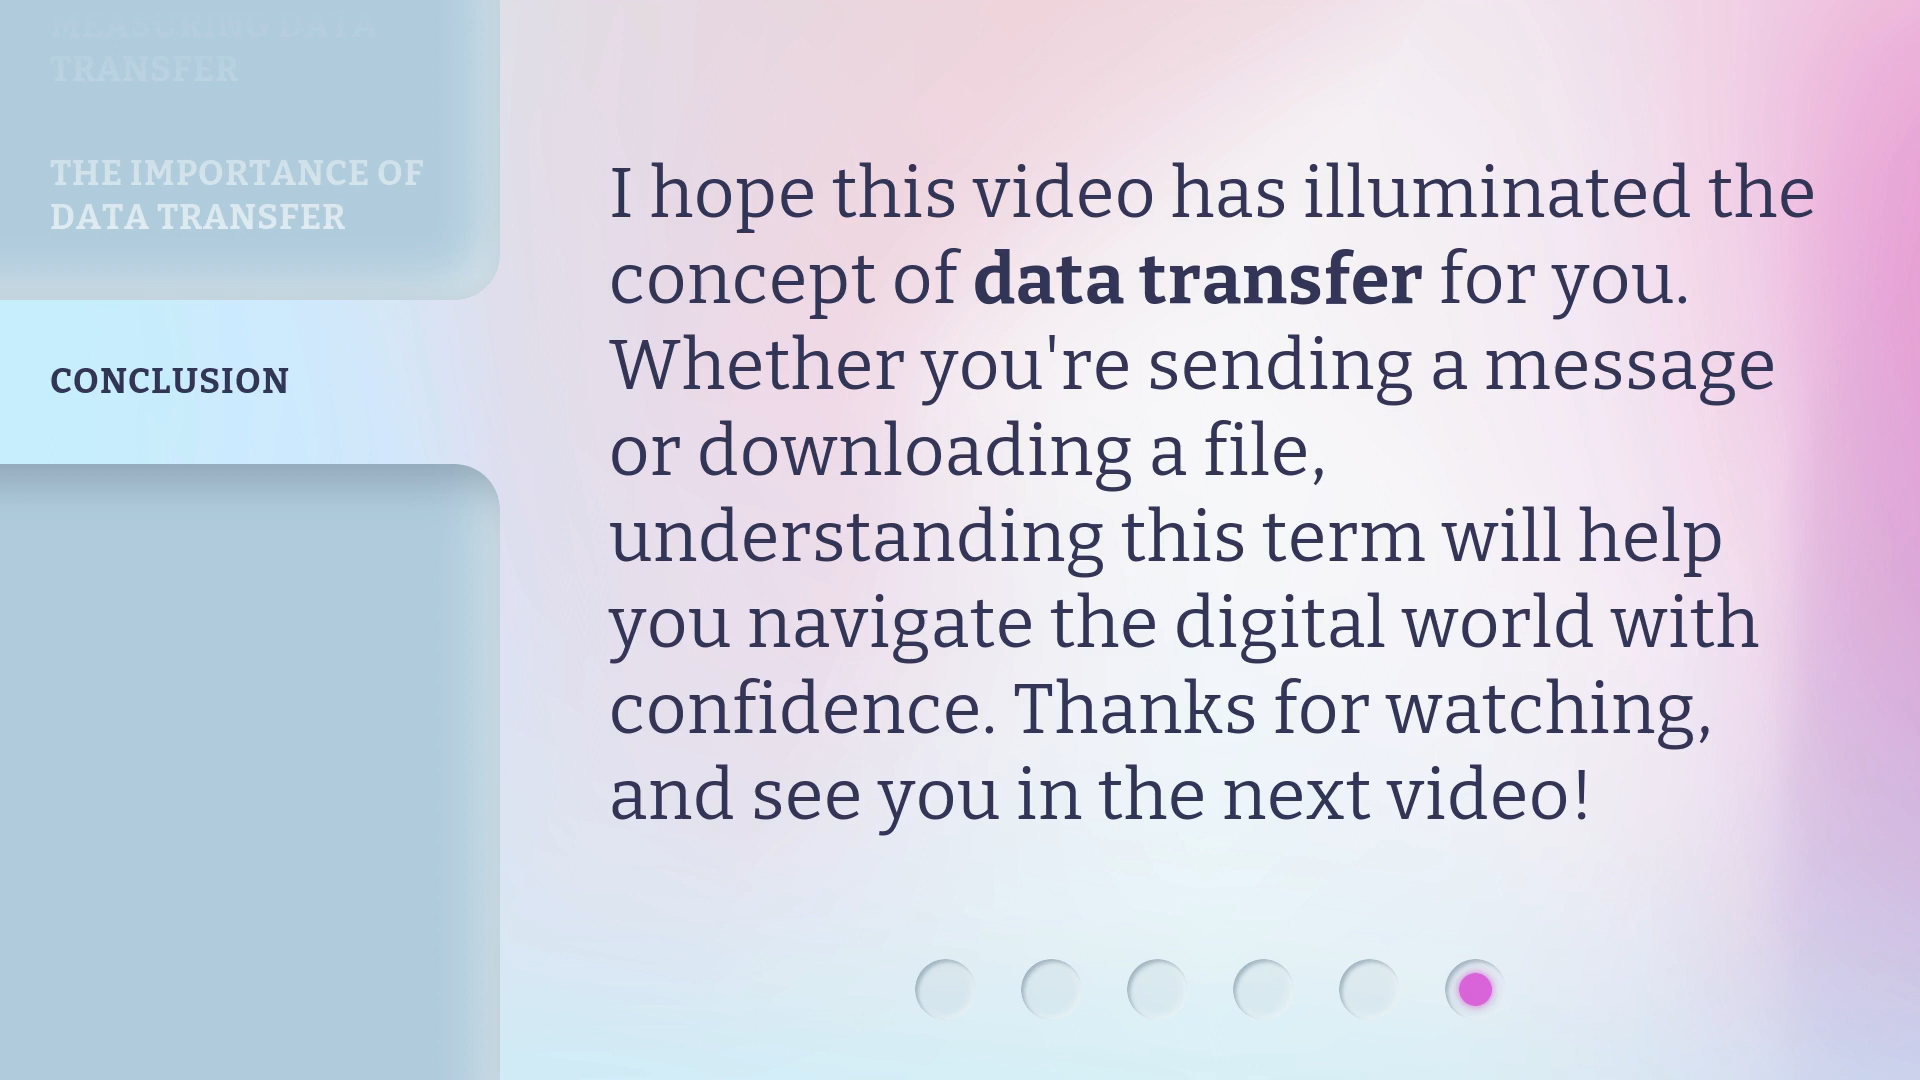 MEASURING DATA
TRANSFER
THE IMPORTANCE OF
DATA TRANSFER
CONCLUSION
I hope this video has illuminated the
concept of data transfer for you.
Whether you're sending a message
or downloading a file,
understanding this term will help
you navigate the digital world with
confidence. Thanks for watching,
and see you in the next video!